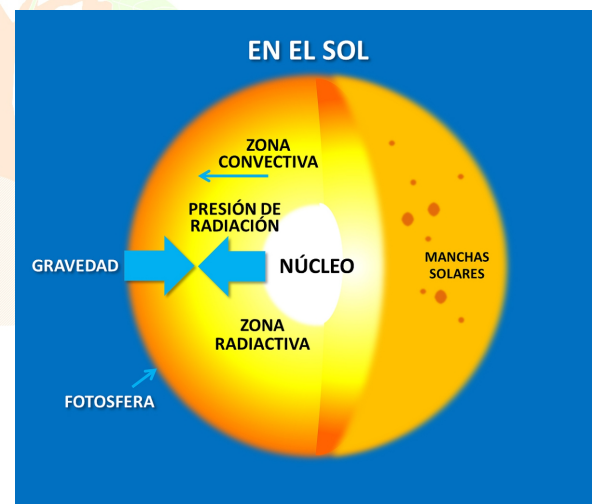 EN EL SOL
ZONA
CONVECTIVA
PRESIÓN DE
RADIACIÓN
GRAVEDAD
NÚCLEO
MANCHAS
SOLARES
ZONA
RADIACTIVA
FOTOSFERA